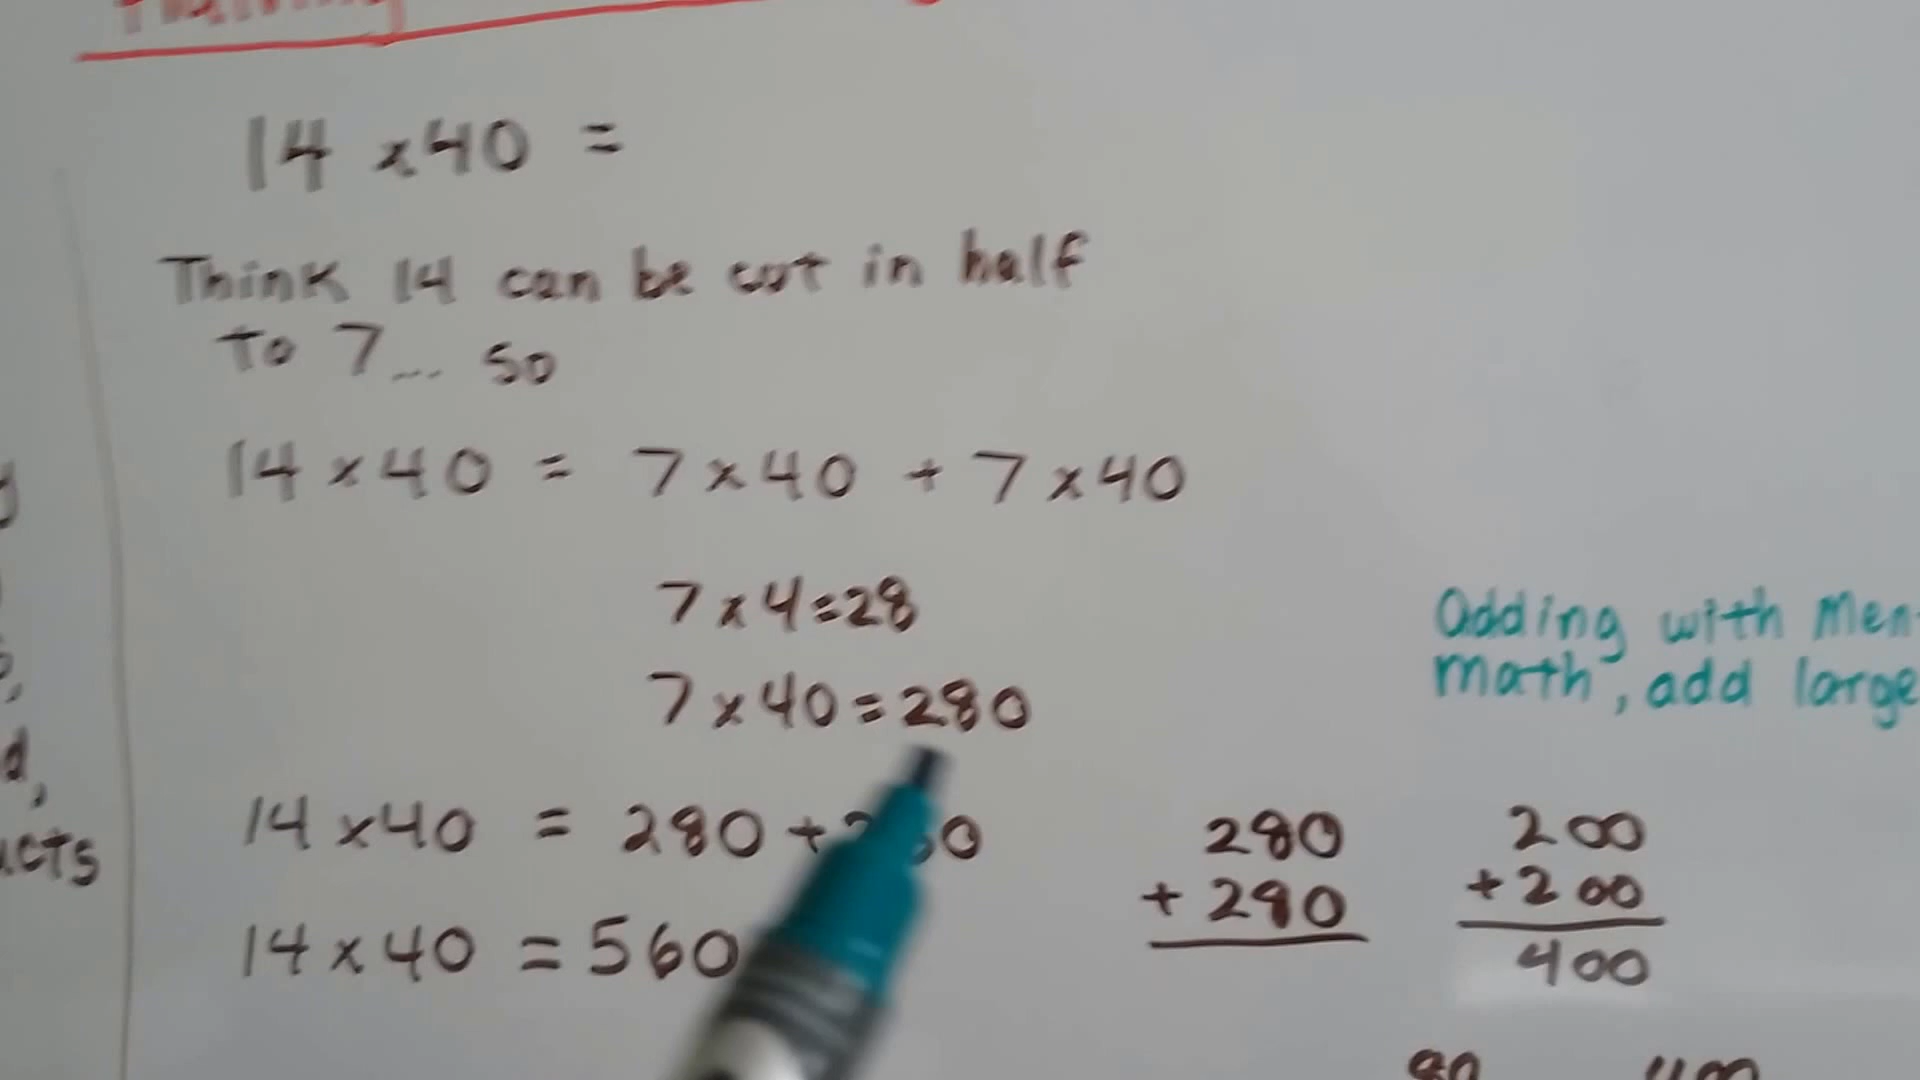 14 x 40 =
Think 14 can be cut in half
to 7... so
14 x 40 = 7 x 40 + 7 x 40
7 x 4 = 28
7 x 40 = 280
14 x 40 = 280 +
14 x 40 = 560
Adding with
math, add large
280
+ 280
200
+ 200
400
80